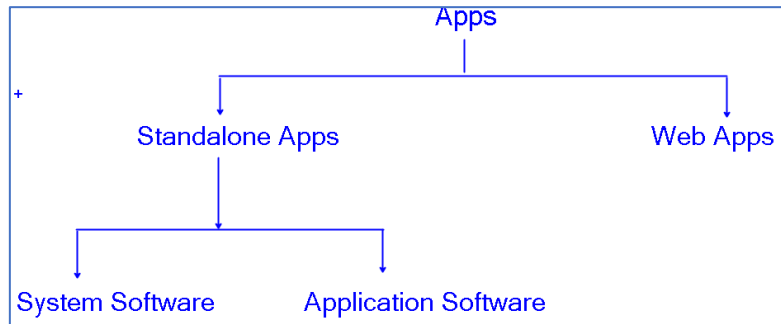 Apps
+
Standalone Apps
Web Apps
System Software
Application Software